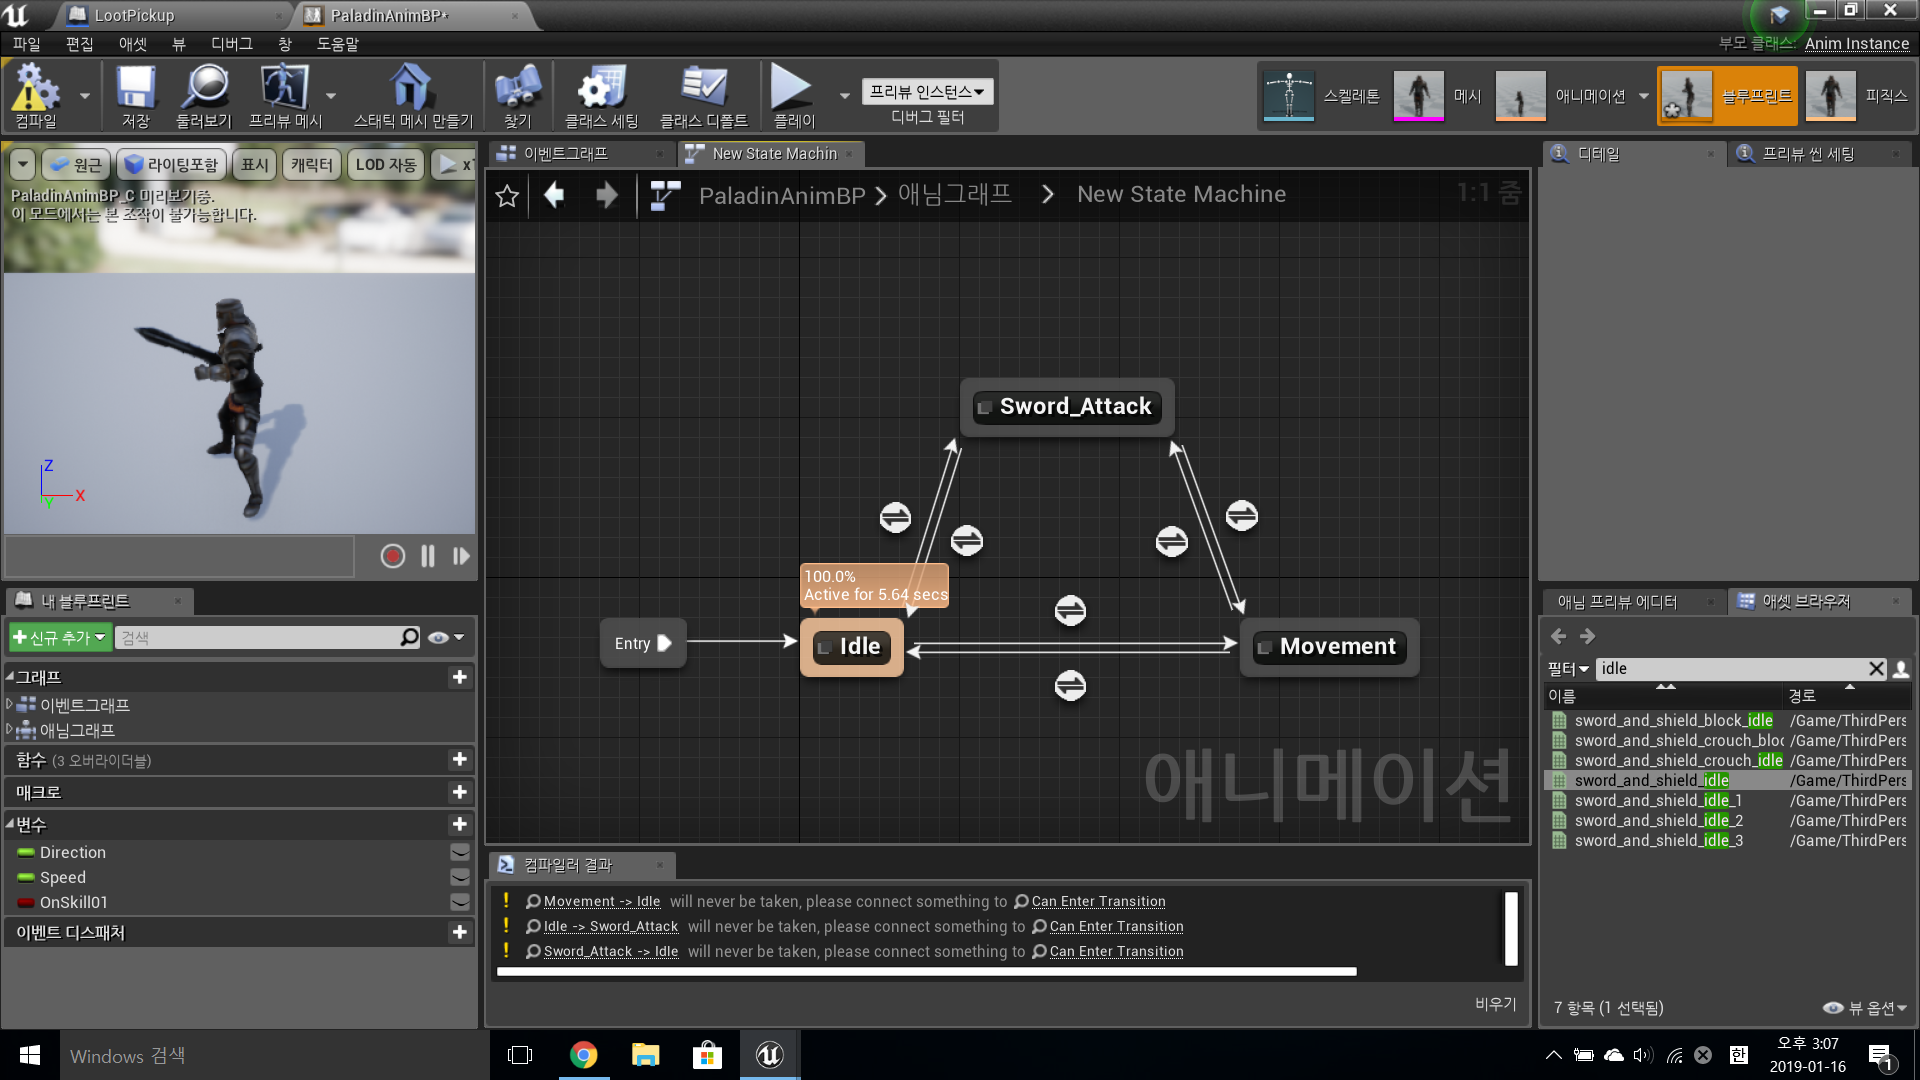 LootPickup
PaladinAnimBP*
파일 편집 애셋 뷰 디버그 창 도움말
부모 클래스: Anim Instance
컴파일 저장 둘러보기 프리뷰 메시 스태틱 메시 만들기 찾기 클래스 세팅 클래스 디폴트 플레이
프리뷰 인스턴스
디버그 필터
스켈레톤 메시 애니메이션 블루프린트 피직스
원근 라이팅포함 표시 캐릭터 LOD 자동 x1
PaladinAnimBP_C 미리보기중.
이 모드에서는 본 조작이 불가능합니다.
Z
X
Y
이벤트그래프
New State Machin
PaladinAnimBP 애님그래프 New State Machine
1:1 줌
Sword_Attack
100.0%
Active for 5.64 secs
Entry
Idle
Movement
애니메이션
내 블루프린트
신규 추가 검색
그래프
이벤트그래프
애님그래프
함수 (3 오버라이더블)
매크로
변수
Direction
Speed
OnSkill01
이벤트 디스패처
컴파일러 결과
Movement -> Idle will never be taken, please connect something to Can Enter Transition
Idle -> Sword_Attack will never be taken, please connect something to Can Enter Transition
Sword_Attack -> Idle will never be taken, please connect something to Can Enter Transition
비우기
디테일
프리뷰 씬 세팅
애님 프리뷰 에디터
애셋 브라우저
필터 idle
이름 경로
sword_and_shield_block_idle /Game/ThirdPers
sword_and_shield_crouch_bloc /Game/ThirdPers
sword_and_shield_crouch_idle /Game/ThirdPers
sword_and_shield_idle /Game/ThirdPers
sword_and_shield_idle_1 /Game/ThirdPers
sword_and_shield_idle_2 /Game/ThirdPers
sword_and_shield_idle_3 /Game/ThirdPers
7 항목 (1 선택됨)
뷰 옵션
Windows 검색
한
오후 3:07
2019-01-16
1